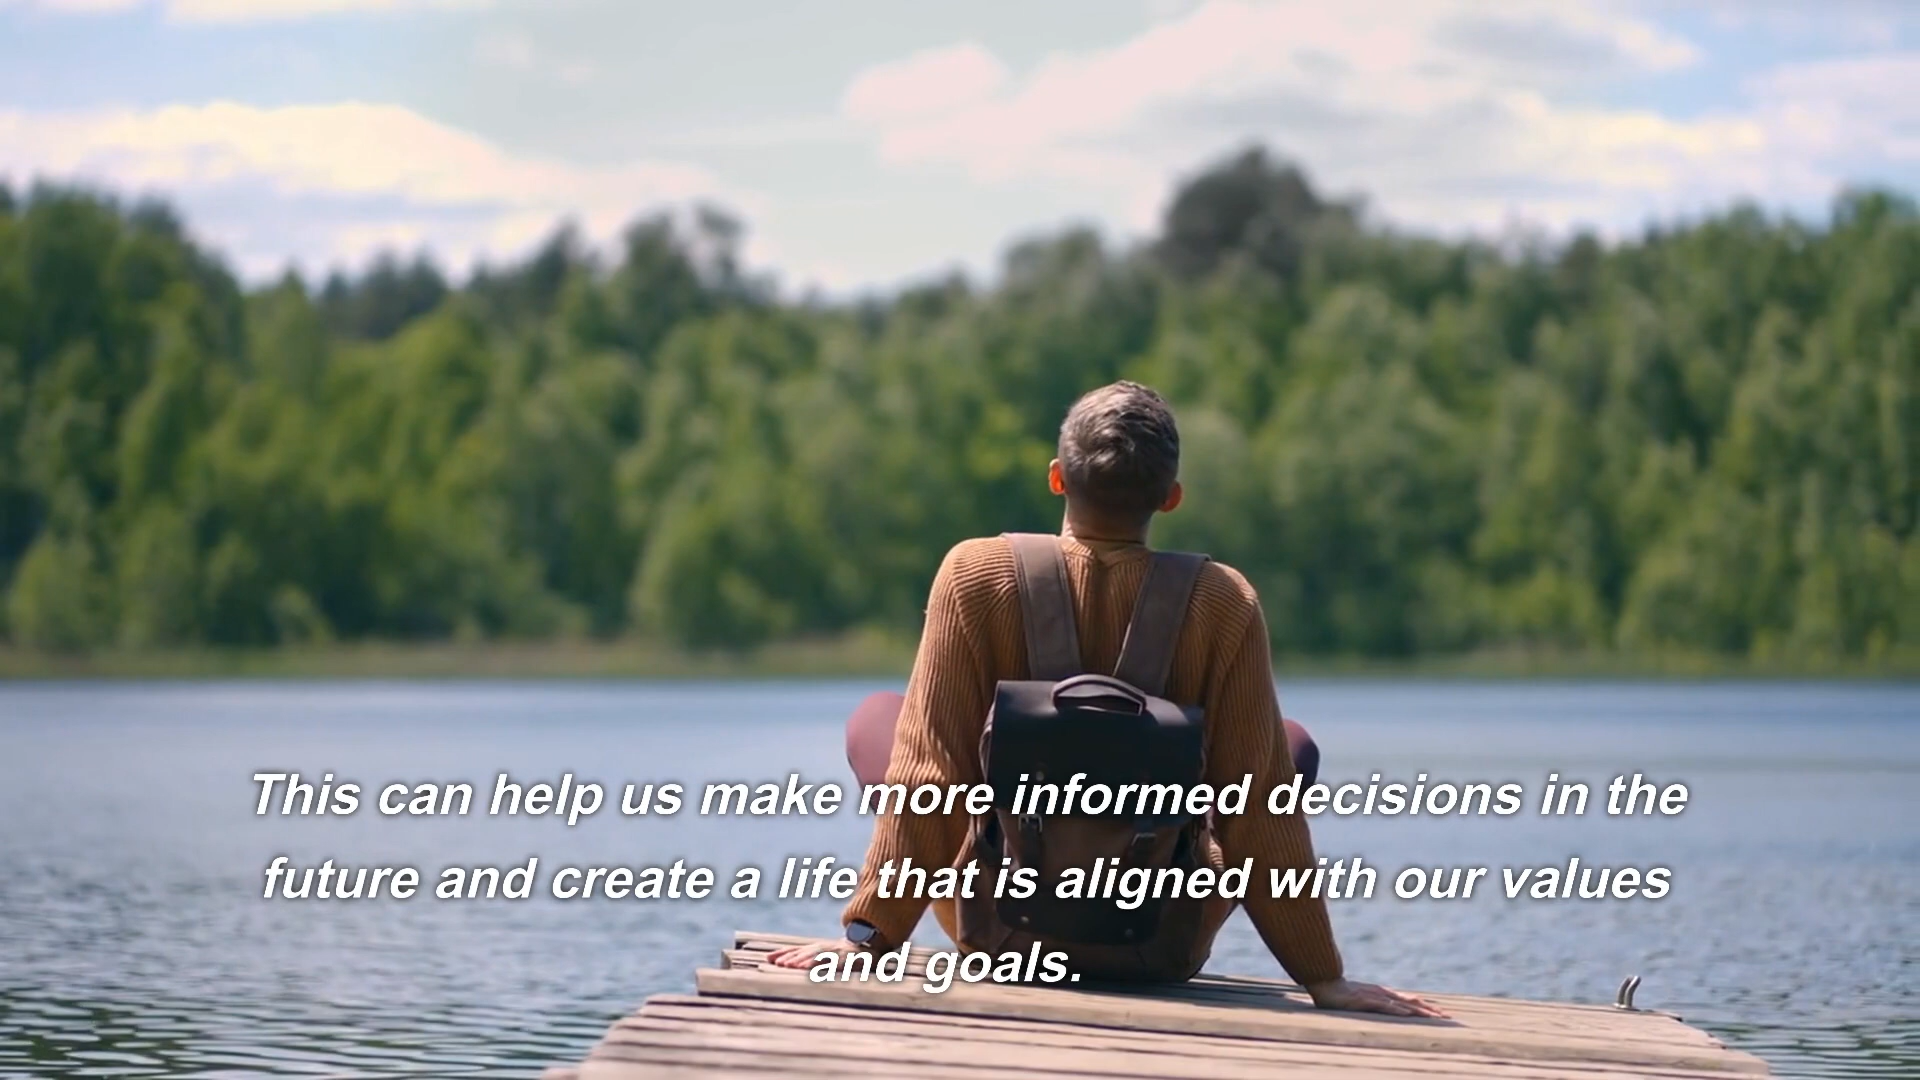 This can help us make more informed decisions in the
future and create a life that is aligned with our values
and goals.